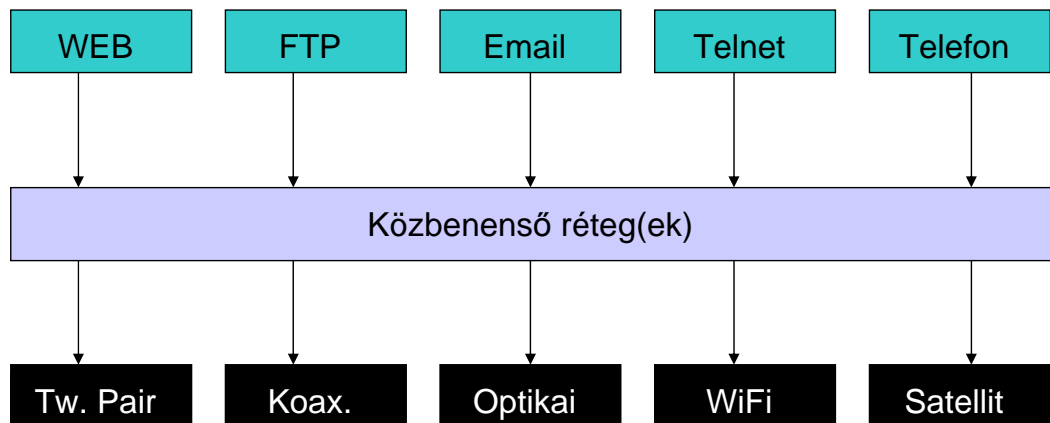 WEB FTP Email Telnet Telefon
Közbenenső réteg(ek)
Tw. Pair Koax. Optikai WiFi Satellit